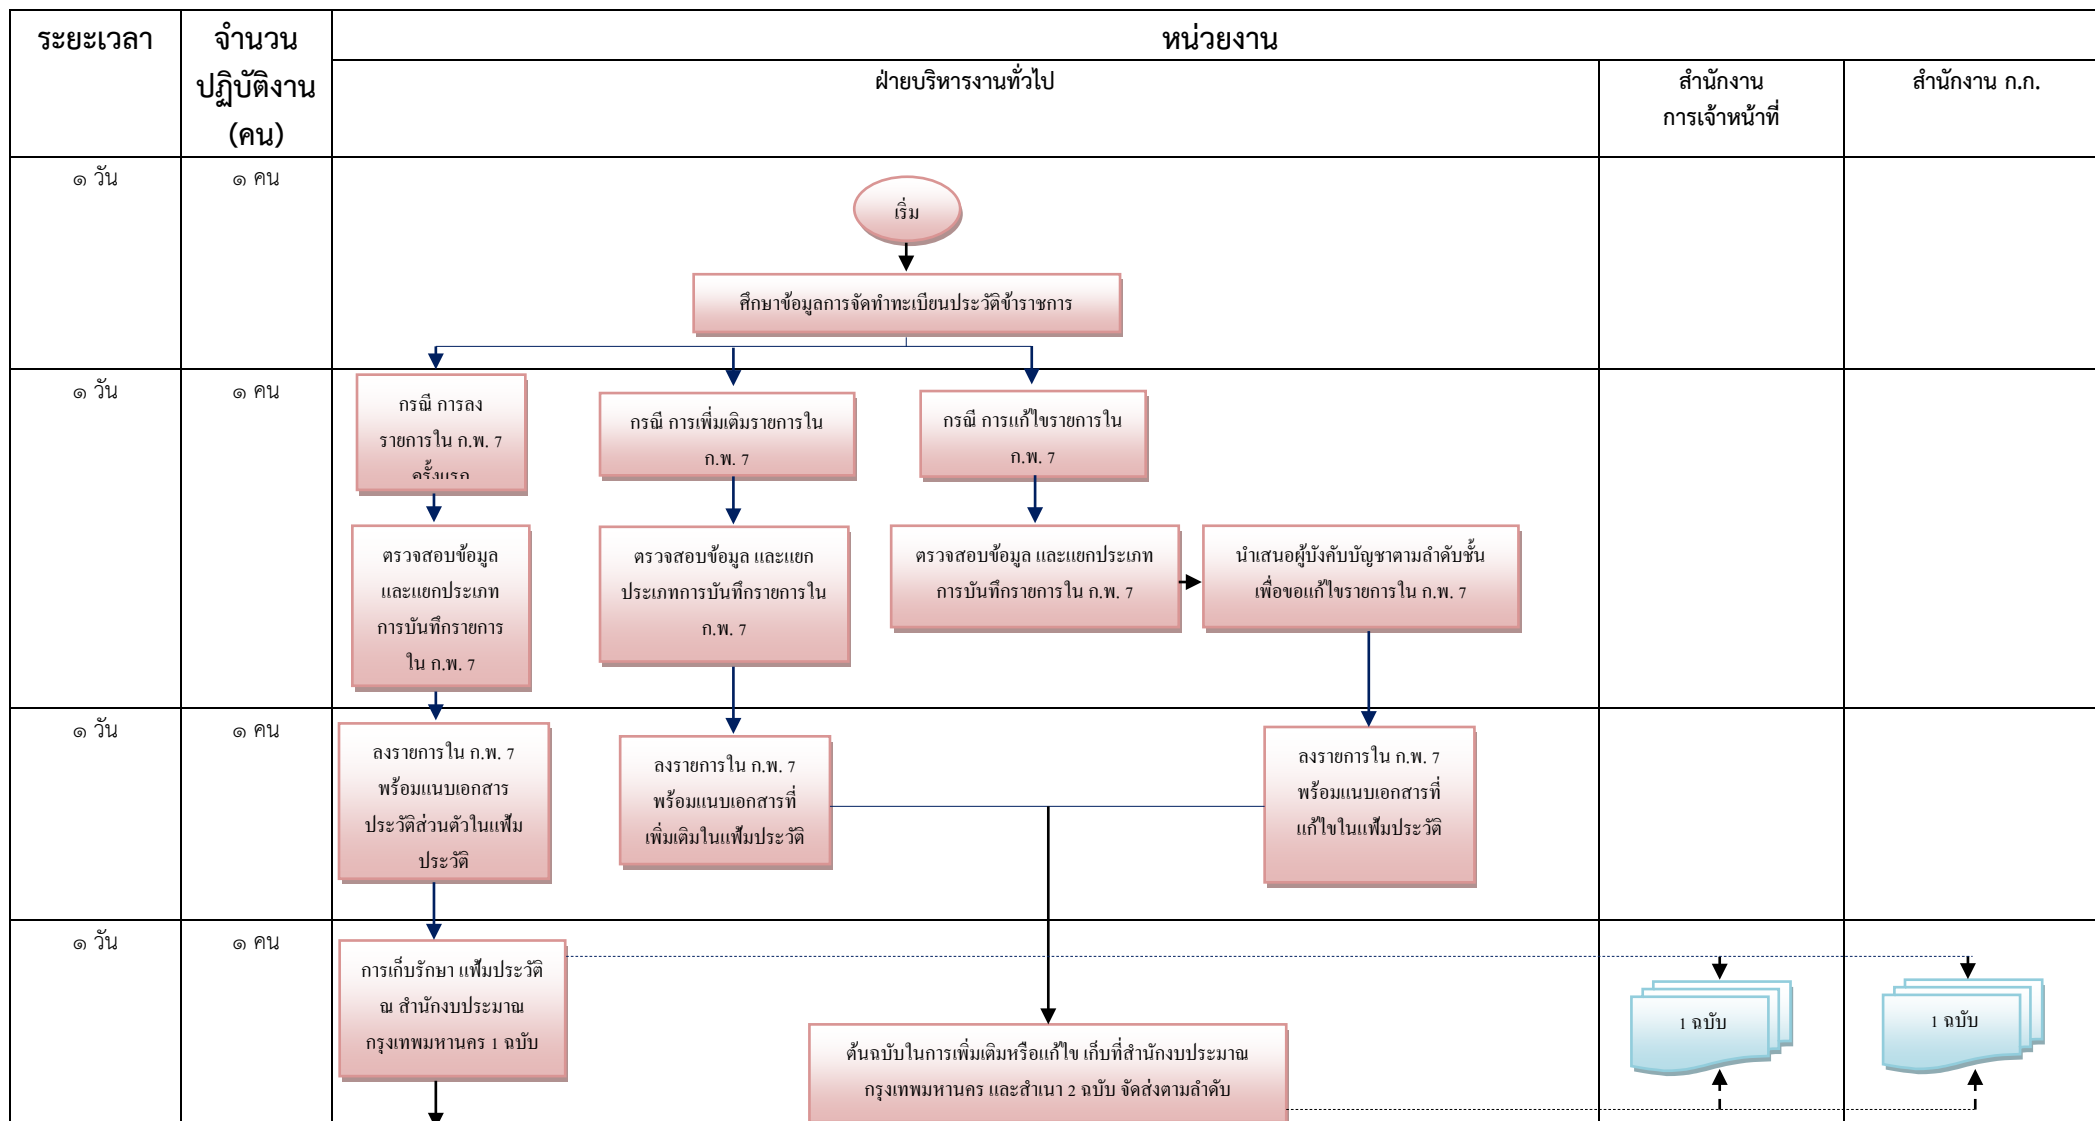 ระยะเวลา
จำนวน
ปฏิบัติงาน
(คน)
หน่วยงาน
ฝ่ายบริหารงานทั่วไป
สำนักงาน
การเจ้าหน้าที่
สำนักงาน ก.ก.
๑ วัน
๑ คน
เริ่ม
ศึกษาข้อมูลการจัดทำทะเบียนประวัติข้าราชการ
๑ วัน
๑ คน
กรณี การลง
รายการใน ก.พ. 7
ครั้งแรก
กรณี การเพิ่มเติมรายการใน
ก.พ. 7
กรณี การแก้ไขรายการใน
ก.พ. 7
ตรวจสอบข้อมูล
และแยกประเภท
การบันทึกรายการ
ใน ก.พ. 7
ตรวจสอบข้อมูล และแยก
ประเภทการบันทึกรายการใน
ก.พ. 7
ตรวจสอบข้อมูล และแยกประเภท
การบันทึกรายการใน ก.พ. 7
นำเสนอผู้บังคับบัญชาตามลำดับชั้น
เพื่อขอแก้ไขรายการใน ก.พ. 7
๑ วัน
๑ คน
ลงรายการใน ก.พ. 7
พร้อมแนบเอกสาร
ประวัติส่วนตัวในแฟ้ม
ประวัติ
ลงรายการใน ก.พ. 7
พร้อมแนบเอกสารที่
เพิ่มเติมในแฟ้มประวัติ
ลงรายการใน ก.พ. 7
พร้อมแนบเอกสารที่
แก้ไขในแฟ้มประวัติ
๑ วัน
๑ คน
การเก็บรักษา แฟ้มประวัติ
ณ สำนักงบประมาณ
กรุงเทพมหานคร 1 ฉบับ
ต้นฉบับในการเพิ่มเติมหรือแก้ไข เก็บที่สำนักงบประมาณ
กรุงเทพมหานคร และสำเนา 2 ฉบับ จัดส่งตามลำดับ
1 ฉบับ
1 ฉบับ